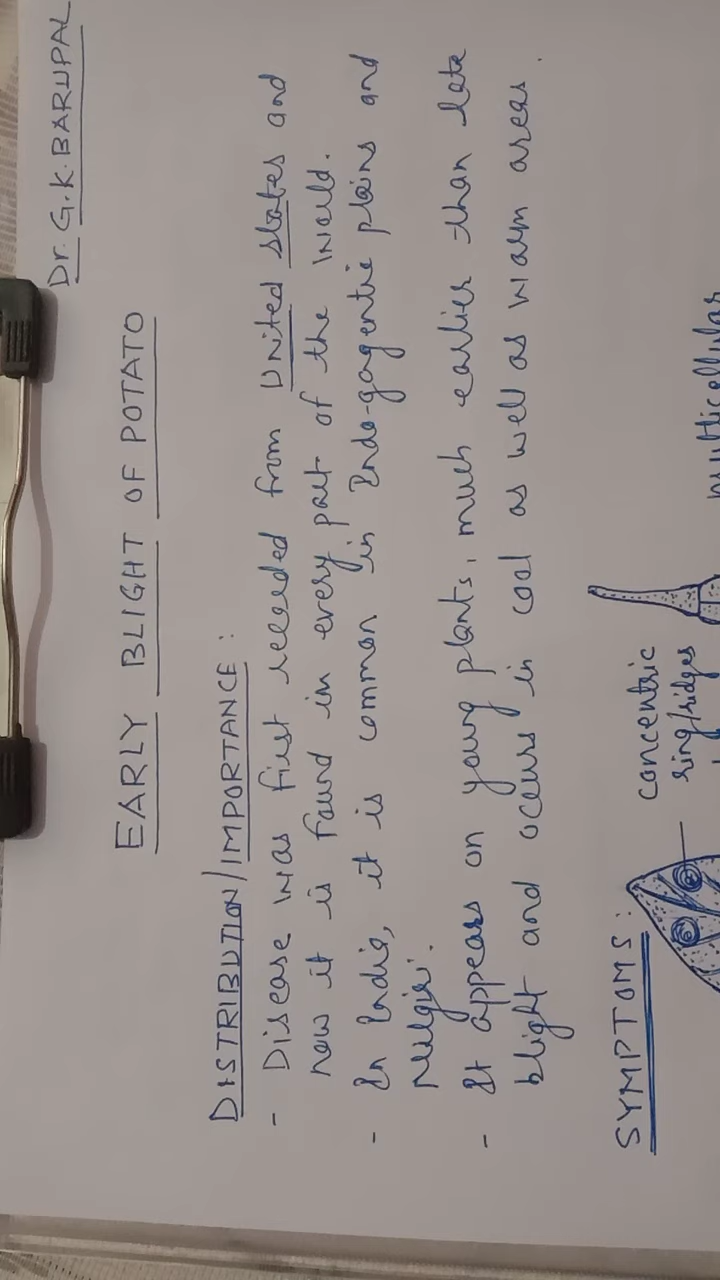 Dr. G.K. BARUPAL
EARLY BLIGHT OF POTATO
DISTRIBUTION/IMPORTANCE:
- Disease was first recorded from United states and
now it is found in every part of the World.
- In India, it is common in Indo-gagentic plains and
Nilgiri.
- It appears on young plants, much earlier than late
blight and occurs in cool as well as warm areas.
SYMPTOMS:
concentric
ring/ridges
multicellular